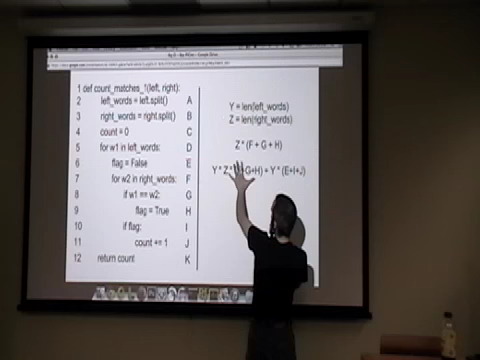 1 def count_matches_1(left, right):
2 left_words = left.split() A
3 right_words = right.split() B
4 count = 0 C
5 for w1 in left_words: D
6 flag = False E
7 for w2 in right_words: F
8 if w1 == w2: G
9 flag = True H
10 if flag: I
11 count += 1 J
12 return count K
Y = len(left_words)
Z = len(right_words)
Z * (F + G + H)
Y * Z * +G+H) + Y * (E+I+J)